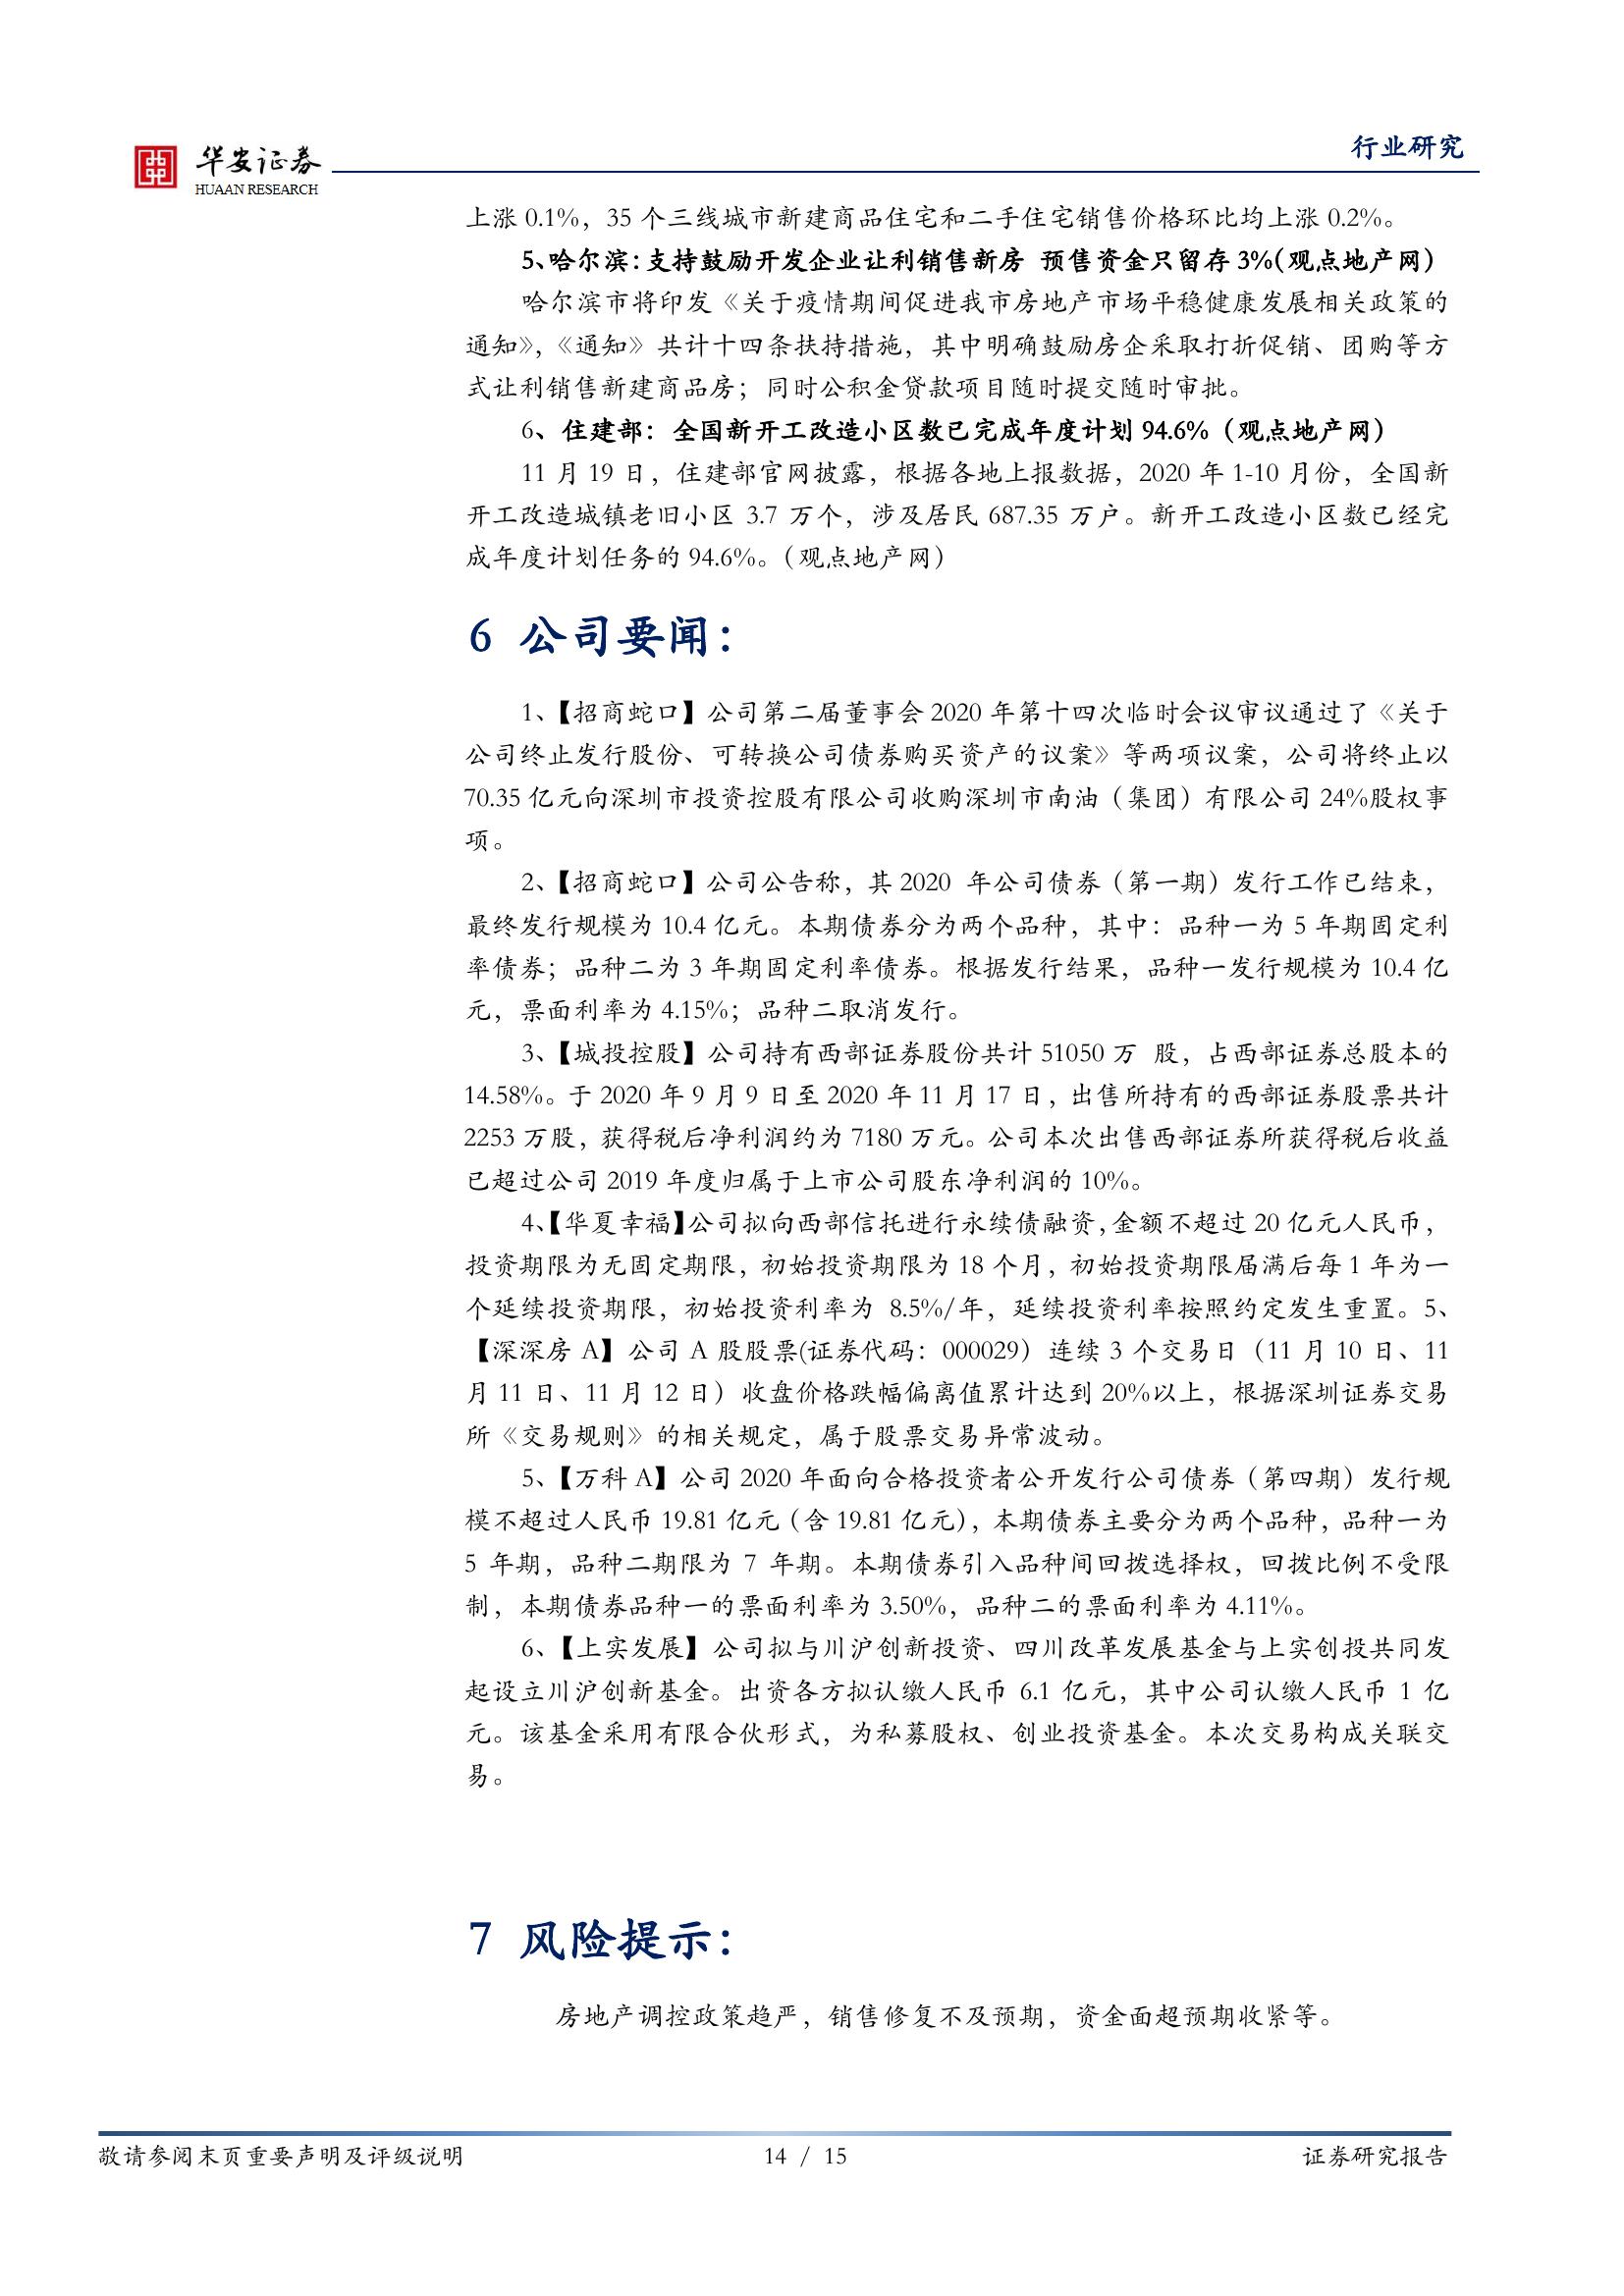 华安证券
HUAAN RESEARCH
行业研究
上涨 0.1%，35 个三线城市新建商品住宅和二手住宅销售价格环比均上涨 0.2%。
5、哈尔滨：支持鼓励开发企业让利销售新房 预售资金只留存 3%（观点地产网）
哈尔滨市将印发《关于疫情期间促进我市房地产市场平稳健康发展相关政策的
通知》，《通知》共计十四条扶持措施，其中明确鼓励房企采取打折促销、团购等方
式让利销售新建商品房；同时公积金贷款项目随时提交随时审批。
6、住建部：全国新开工改造小区数已完成年度计划 94.6%（观点地产网）
11 月 19 日，住建部官网披露，根据各地上报数据，2020 年 1-10 月份，全国新
开工改造城镇老旧小区 3.7 万个，涉及居民 687.35 万户。新开工改造小区数已经完
成年度计划任务的 94.6%。（观点地产网）
6 公司要闻：
1、【招商蛇口】公司第二届董事会 2020 年第十四次临时会议审议通过了《关于
公司终止发行股份、可转换公司债券购买资产的议案》等两项议案，公司将终止以
70.35 亿元向深圳市投资控股有限公司收购深圳市南油（集团）有限公司 24%股权事
项。
2、【招商蛇口】公司公告称，其 2020 年公司债券（第一期）发行工作已结束，
最终发行规模为 10.4 亿元。本期债券分为两个品种，其中：品种一为 5 年期固定利
率债券；品种二为 3 年期固定利率债券。根据发行结果，品种一发行规模为 10.4 亿
元，票面利率为 4.15%；品种二取消发行。
3、【城投控股】公司持有西部证券股份共计 51050 万 股，占西部证券总股本的
14.58%。于 2020 年 9 月 9 日至 2020 年 11 月 17 日，出售所持有的西部证券股票共计
2253 万股，获得税后净利润约为 7180 万元。公司本次出售西部证券所获得税后收益
已超过公司 2019 年度归属于上市公司股东净利润的 10%。
4、【华夏幸福】公司拟向西部信托进行永续债融资，金额不超过 20 亿元人民币，
投资期限为无固定期限，初始投资期限为 18 个月，初始投资期限届满后每 1 年为一
个延续投资期限，初始投资利率为 8.5%/年，延续投资利率按照约定发生重置。5、
【深深房 A】公司 A 股股票(证券代码：000029）连续 3 个交易日（11 月 10 日、11
月 11 日、11 月 12 日）收盘价格跌幅偏离值累计达到 20%以上，根据深圳证券交易
所《交易规则》的相关规定，属于股票交易异常波动。
5、【万科 A】公司 2020 年面向合格投资者公开发行公司债券（第四期）发行规
模不超过人民币 19.81 亿元（含 19.81 亿元），本期债券主要分为两个品种，品种一为
5 年期，品种二期限为 7 年期。本期债券引入品种间回拨选择权，回拨比例不受限
制，本期债券品种一的票面利率为 3.50%，品种二的票面利率为 4.11%。
6、【上实发展】公司拟与川沪创新投资、四川改革发展基金与上实创投共同发
起设立川沪创新基金。出资各方拟认缴人民币 6.1 亿元，其中公司认缴人民币 1 亿
元。该基金采用有限合伙形式，为私募股权、创业投资基金。本次交易构成关联交
易。
7 风险提示：
房地产调控政策趋严，销售修复不及预期，资金面超预期收紧等。
敬请参阅末页重要声明及评级说明
14 / 15
证券研究报告